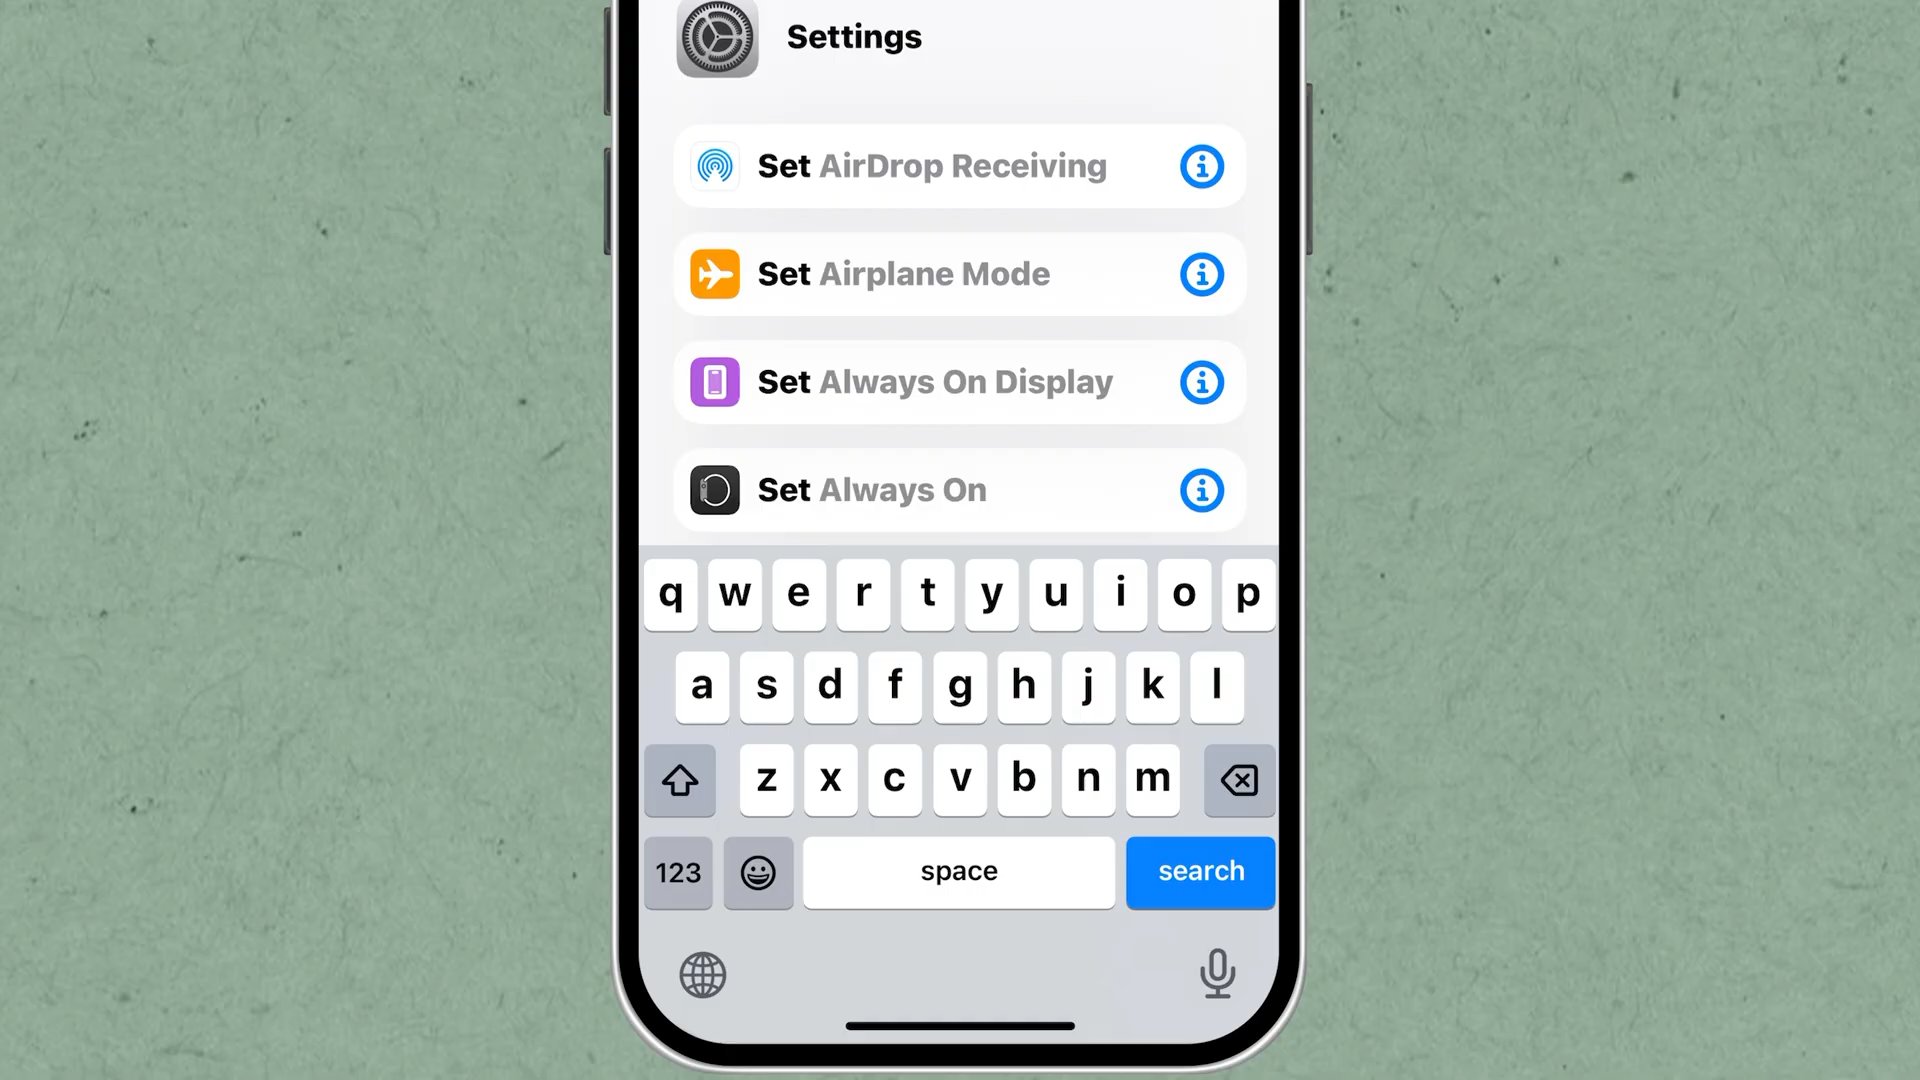 Settings
Set AirDrop Receiving
Set Airplane Mode
Set Always On Display
Set Always On
q w e r t y u i o p
a s d f g h j k l
z x c v b n m
123 space search